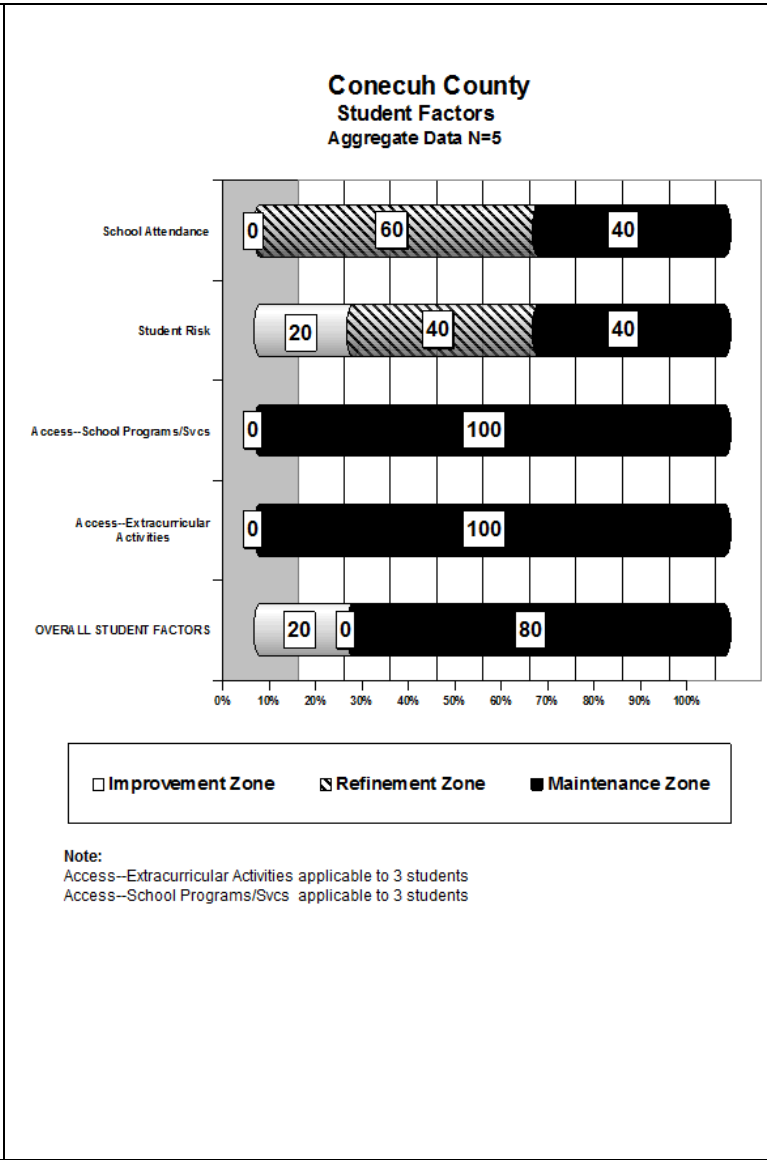 Conecuh County
Student Factors
Aggregate Data N=5
School Attendance
0
60
40
Student Risk
20
40
40
Access--School Programs/Svcs
0
100
Access--Extracurricular
Activities
0
100
OVERALL STUDENT FACTORS
20
0
80
0% 10% 20% 30% 40% 50% 60% 70% 80% 90% 100%
Improvement Zone Refinement Zone Maintenance Zone
Note:
Access--Extracurricular Activities applicable to 3 students
Access--School Programs/Svcs applicable to 3 students